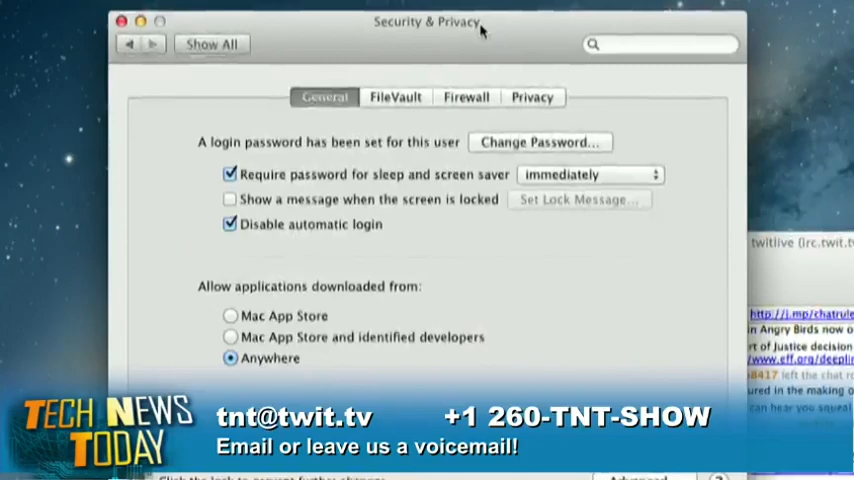 Security & Privacy
Show All
General FileVault Firewall Privacy
A login password has been set for this user Change Password...
Require password for sleep and screen saver immediately
Show a message when the screen is locked Set Lock Message...
Disable automatic login
Allow applications downloaded from:
Mac App Store
Mac App Store and identified developers
Anywhere
twitlive (irc.twit.tv
http://j.mp/chatrule
in Angry Birds now o
rt of Justice decision
/www.eff.org/deeplin
8417 left the chat ro
ured in the making o
can hear you squeal
TECH NEWS TODAY
tnt@twit.tv +1 260-TNT-SHOW
Email or leave us a voicemail!